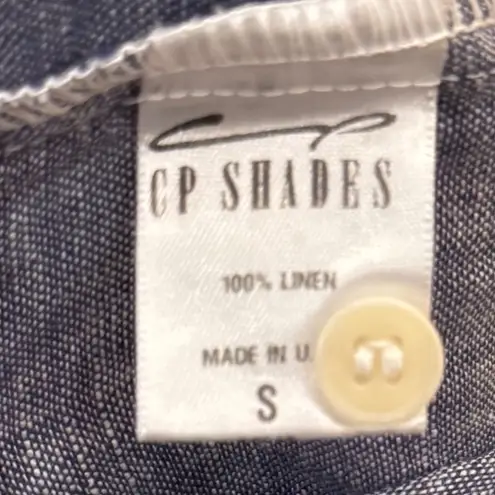 CP SHADES
100% LINEN
MADE IN U.
S